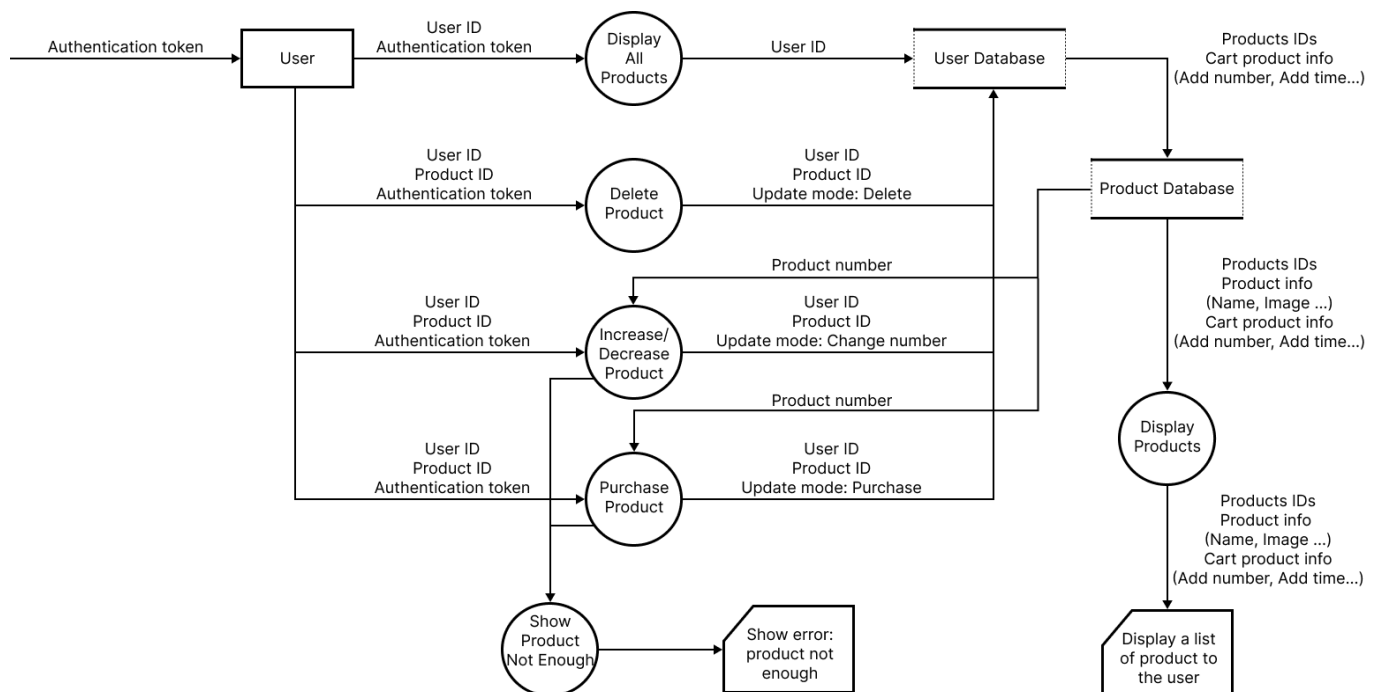 Authentication token
User
User ID
Authentication token
Display
All
Products
User ID
User Database
Products IDs
Cart product info
(Add number, Add time...)
User ID
Product ID
Authentication token
Delete
Product
User ID
Product ID
Update mode: Delete
Product Database
Product number
User ID
Product ID
Authentication token
Increase/
Decrease
Product
User ID
Product ID
Update mode: Change number
Products IDs
Product info
(Name, Image ...)
Cart product info
(Add number, Add time...)
Product number
Display
Products
User ID
Product ID
Authentication token
Purchase
Product
User ID
Product ID
Update mode: Purchase
Products IDs
Product info
(Name, Image ...)
Cart product info
(Add number, Add time...)
Show
Product
Not Enough
Show error:
product not
enough
Display a list
of product to
the user